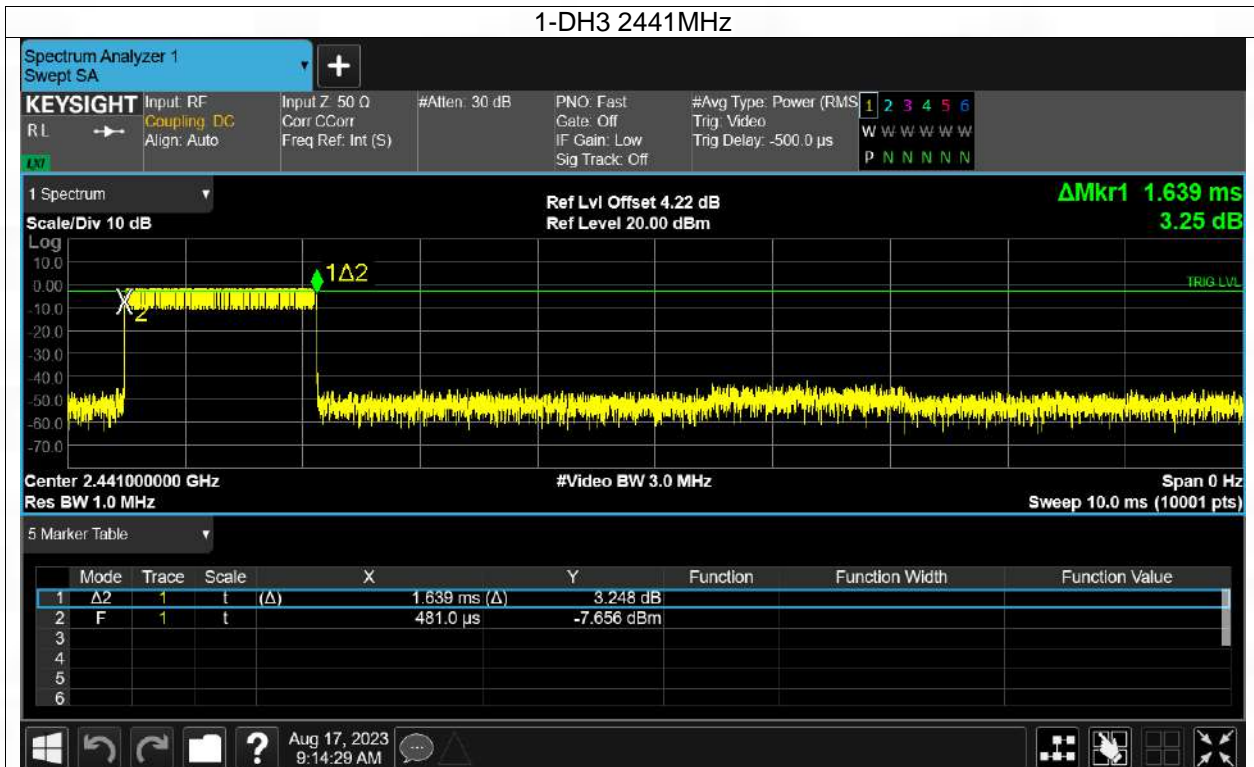 1-DH3 2441MHz
Spectrum Analyzer 1
Swept SA
+
KEYSIGHT
RL
LXI
Input: RF
Coupling: DC
Align: Auto
Input Z: 50 Ω
Corr CCorr
Freq Ref: Int (S)
#Atten: 30 dB
PNO: Fast
Gate: Off
IF Gain: Low
Sig Track: Off
#Avg Type: Power (RMS
Trig: Video
Trig Delay: -500.0 µs
1 2 3 4 5 6
W W W W W W
P N N N N N
1 Spectrum
Scale/Div 10 dB
Ref Lvl Offset 4.22 dB
Ref Level 20.00 dBm
ΔMkr1 1.639 ms
3.25 dB
Log
10.0
0.00
-10.0
-20.0
-30.0
-40.0
-50.0
-60.0
-70.0
1Δ2
X2
TRIG LVL
Center 2.441000000 GHz
Res BW 1.0 MHz
#Video BW 3.0 MHz
Span 0 Hz
Sweep 10.0 ms (10001 pts)
5 Marker Table
Mode Trace Scale X Y Function Function Width Function Value
1 Δ2 1 t (Δ) 1.639 ms (Δ) 3.248 dB
2 F 1 t 481.0 µs -7.656 dBm
3
4
5
6
?
Aug 17, 2023
9:14:29 AM